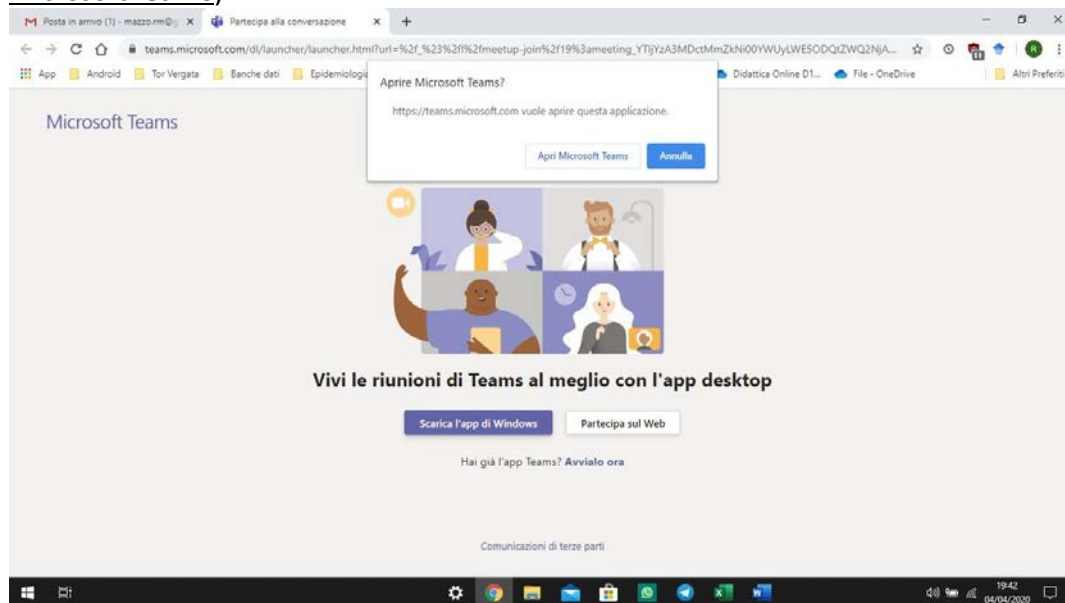 Posta in arrivo (1) - mazzo.rm@g
Partecipa alla conversazione
teams.microsoft.com/dl/launcher/launcher.html?url=%2f_%23%2fl%2fmeetup-join%2f19%3ameeting_
App
Android
Tor Vergata
Banche dati
Epidemiologi
Didattica Online D1...
File - OneDrive
Altri Preferiti
Aprire Microsoft Teams?
https://teams.microsoft.com vuole aprire questa applicazione.
Apri Microsoft Teams
Annulla
Microsoft Teams
Vivi le riunioni di Teams al meglio con l'app desktop
Scarica l'app di Windows
Partecipa sul Web
Hai già l'app Teams? Avvialo ora
Comunicazioni di terze parti
19:42
04/04/2020